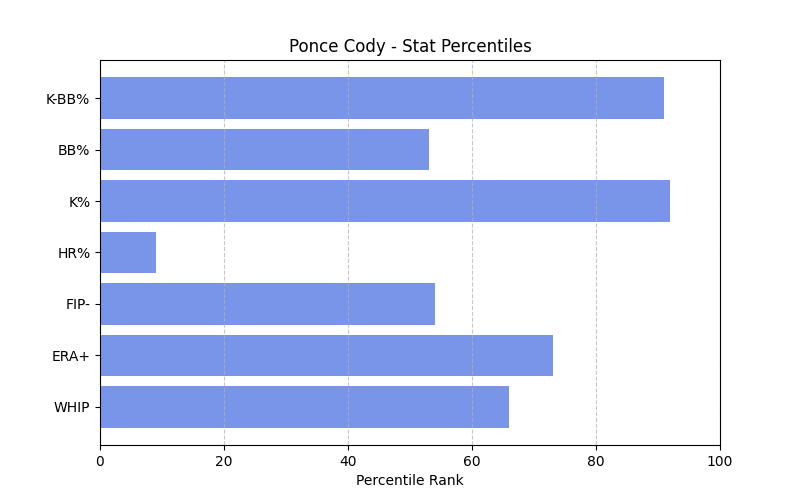 Ponce Cody - Stat Percentiles
K-BB%
BB%
K%
HR%
FIP-
ERA+
WHIP
0 20 40 60 80 100
Percentile Rank